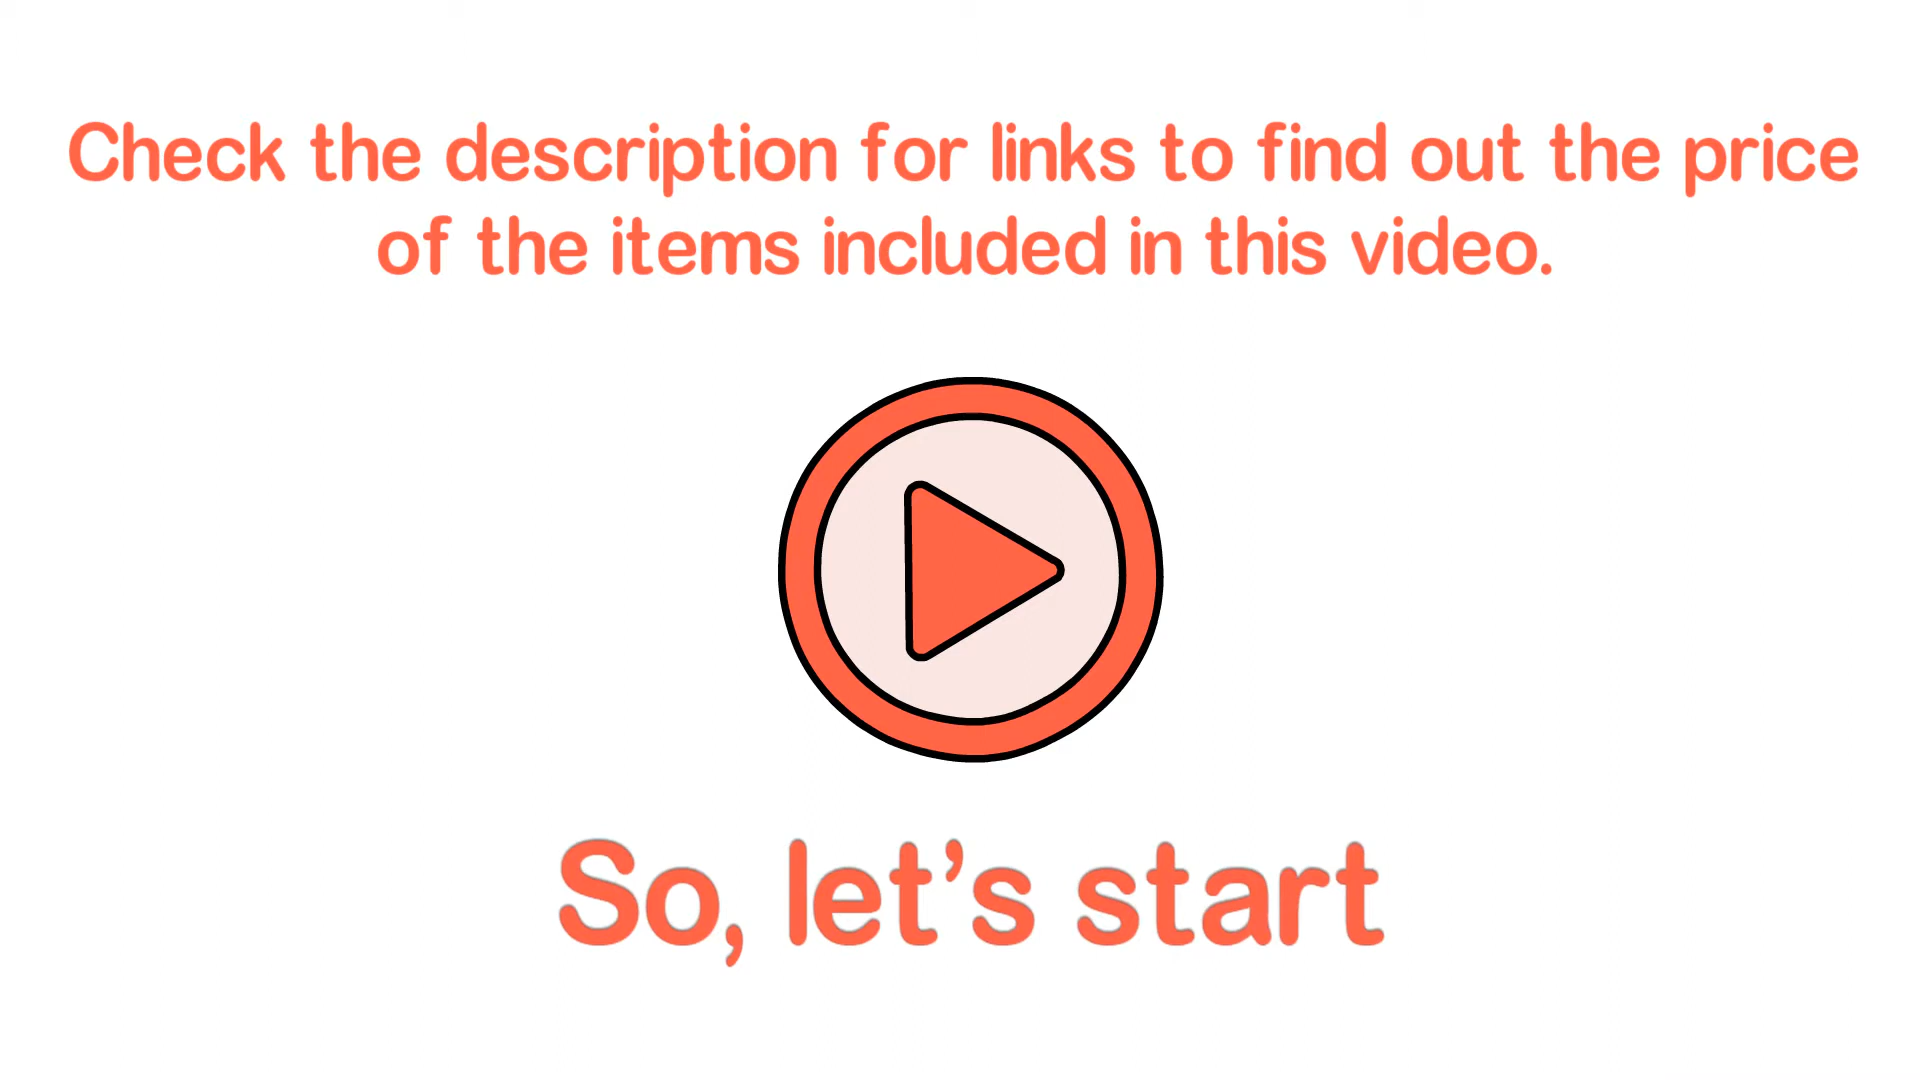 Check the description for links to find out the price
of the items included in this video.
So, let’s start